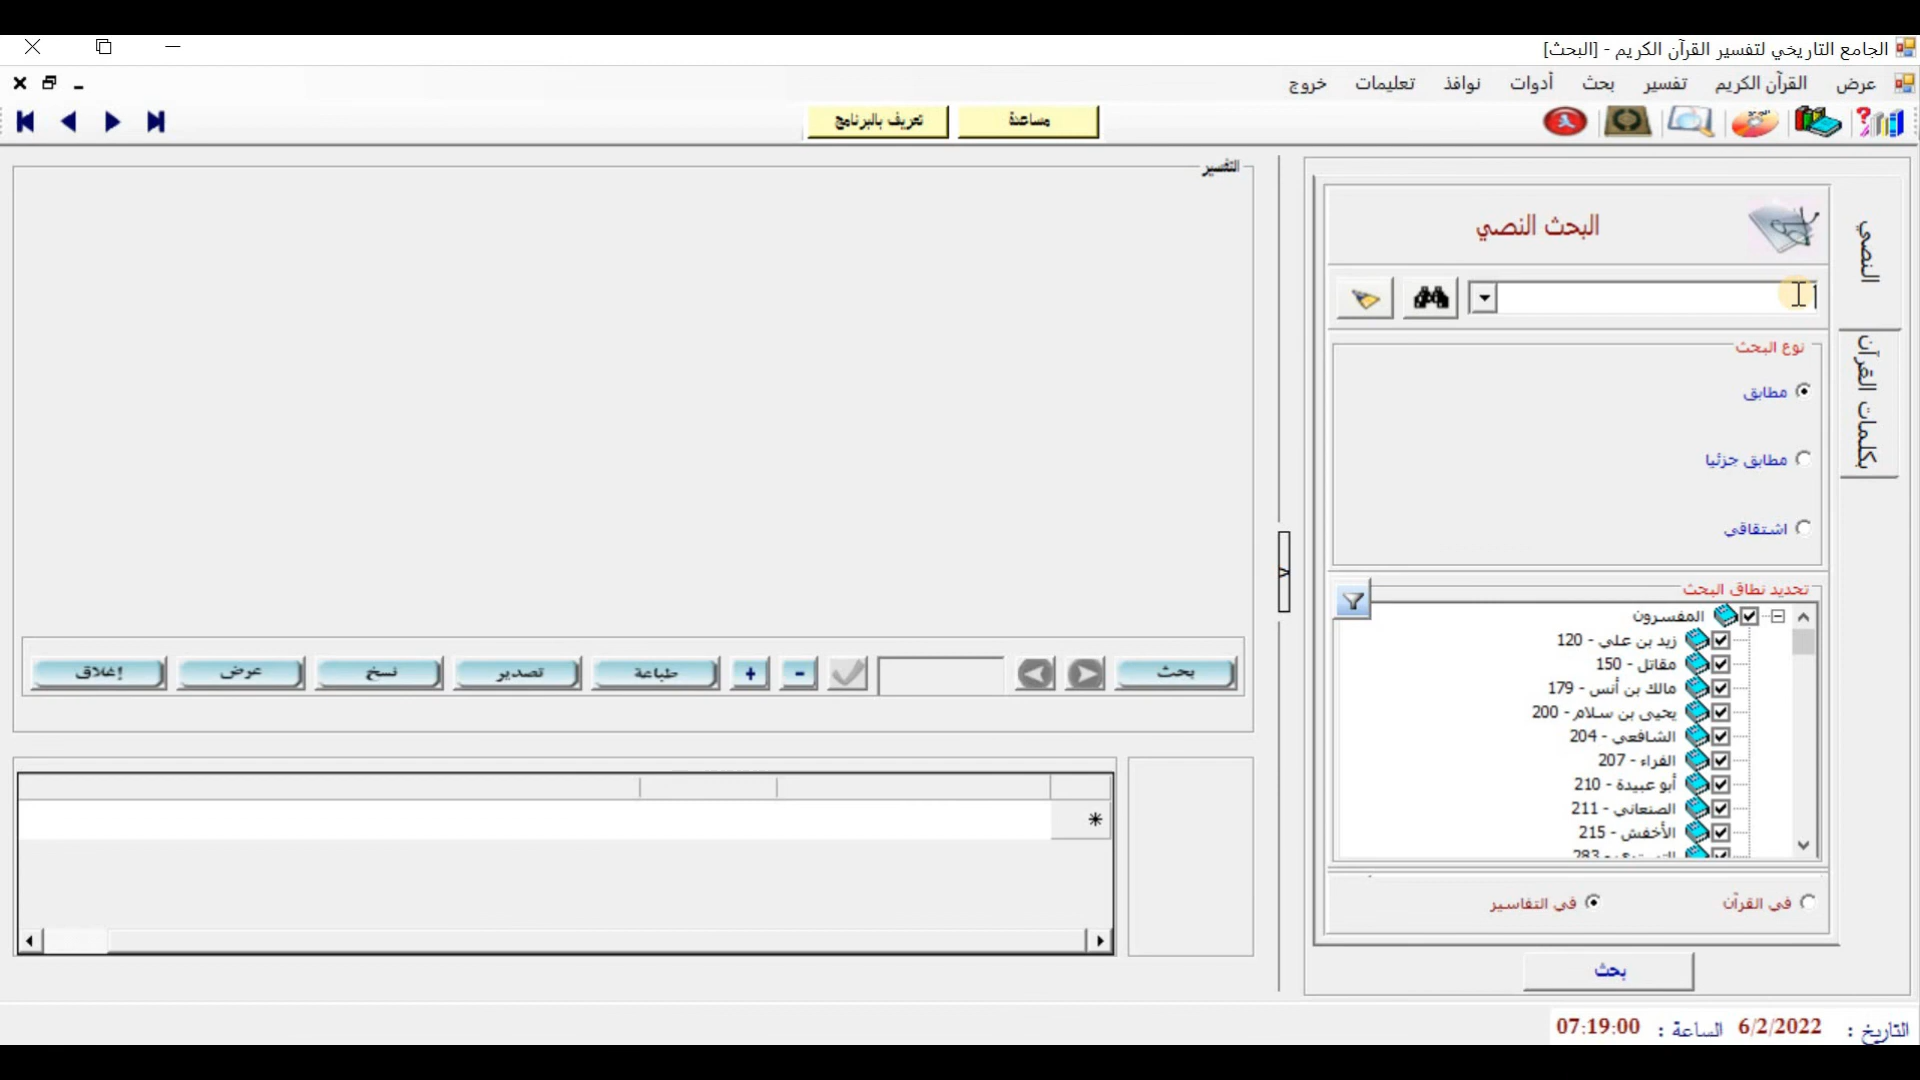 الجامع التاريخي لتفسير القرآن الكريم - [البحث]
عرض القرآن الكريم تفسير بحث أدوات نوافذ تعليمات خروج
مساعدة
تعريف بالبرنامج
النصي
بكلمات القرآن
البحث النصي
نوع البحث
مطابق
مطابق جزئيا
اشتقاقي
تحديد نطاق البحث
المفسرون
زيد بن علي - 120
مقاتل - 150
مالك بن أنس - 179
يحيى بن سلام - 200
الشافعي - 204
الفراء - 207
أبو عبيدة - 210
الصنعاني - 211
الأخفش - 215
في القرآن
في التفاسير
بحث
التفسير
بحث
-
+
طباعة
تصدير
نسخ
عرض
إغلاق
التاريخ : 6/2/2022 الساعة : 07:19:00